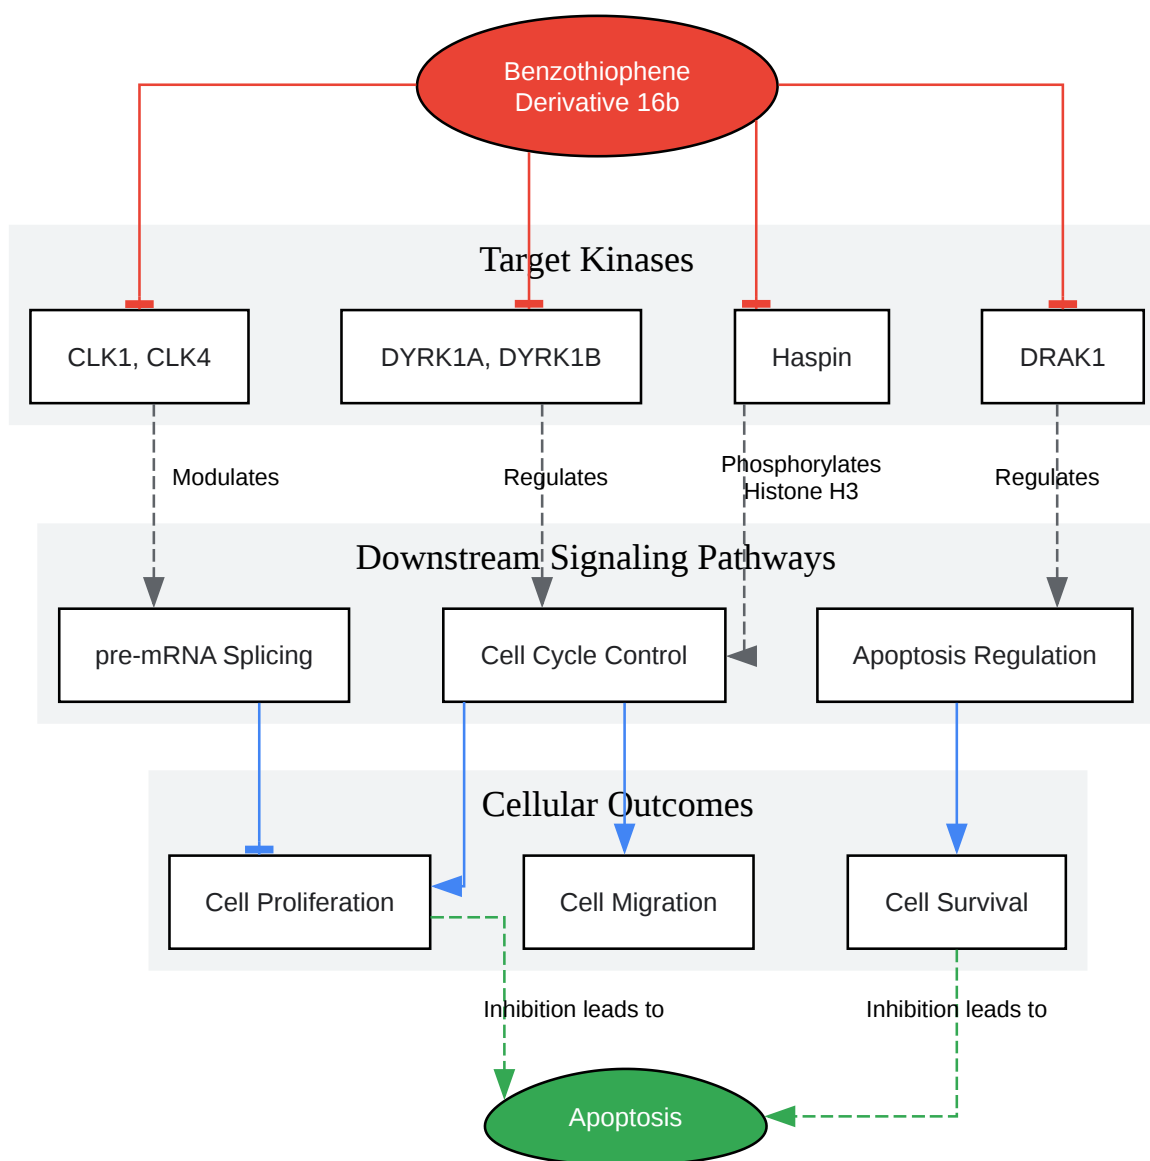 Benzothiophene
Derivative 16b
Target Kinases
CLK1, CLK4
DYRK1A, DYRK1B
Haspin
DRAK1
Modulates
Regulates
Phosphorylates
Histone H3
Regulates
Downstream Signaling Pathways
pre-mRNA Splicing
Cell Cycle Control
Apoptosis Regulation
Cellular Outcomes
Cell Proliferation
Cell Migration
Cell Survival
Inhibition leads to
Inhibition leads to
Apoptosis